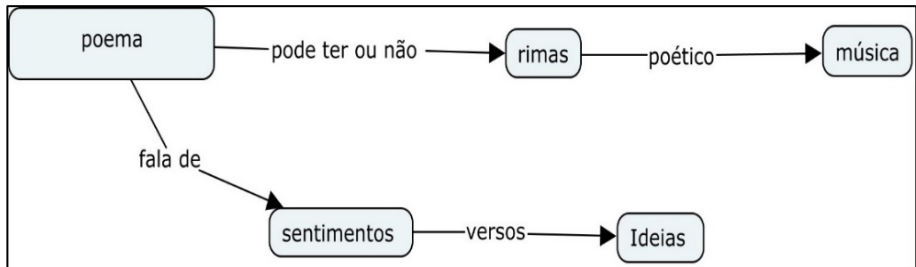 poema
pode ter ou não
rimas
poético
música
fala de
sentimentos
versos
Ideias